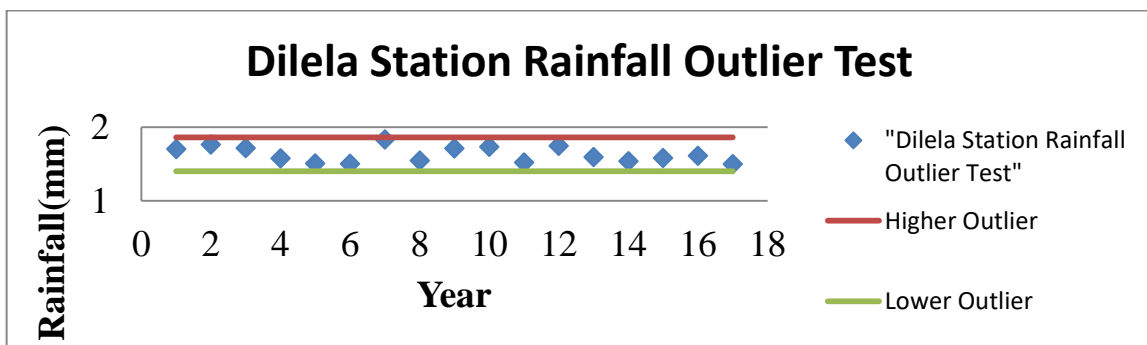 Dilela Station Rainfall Outlier Test
Rainfall(mm)
2
1
0 2 4 6 8 10 12 14 16 18
Year
"Dilela Station Rainfall
Outlier Test"
Higher Outlier
Lower Outlier